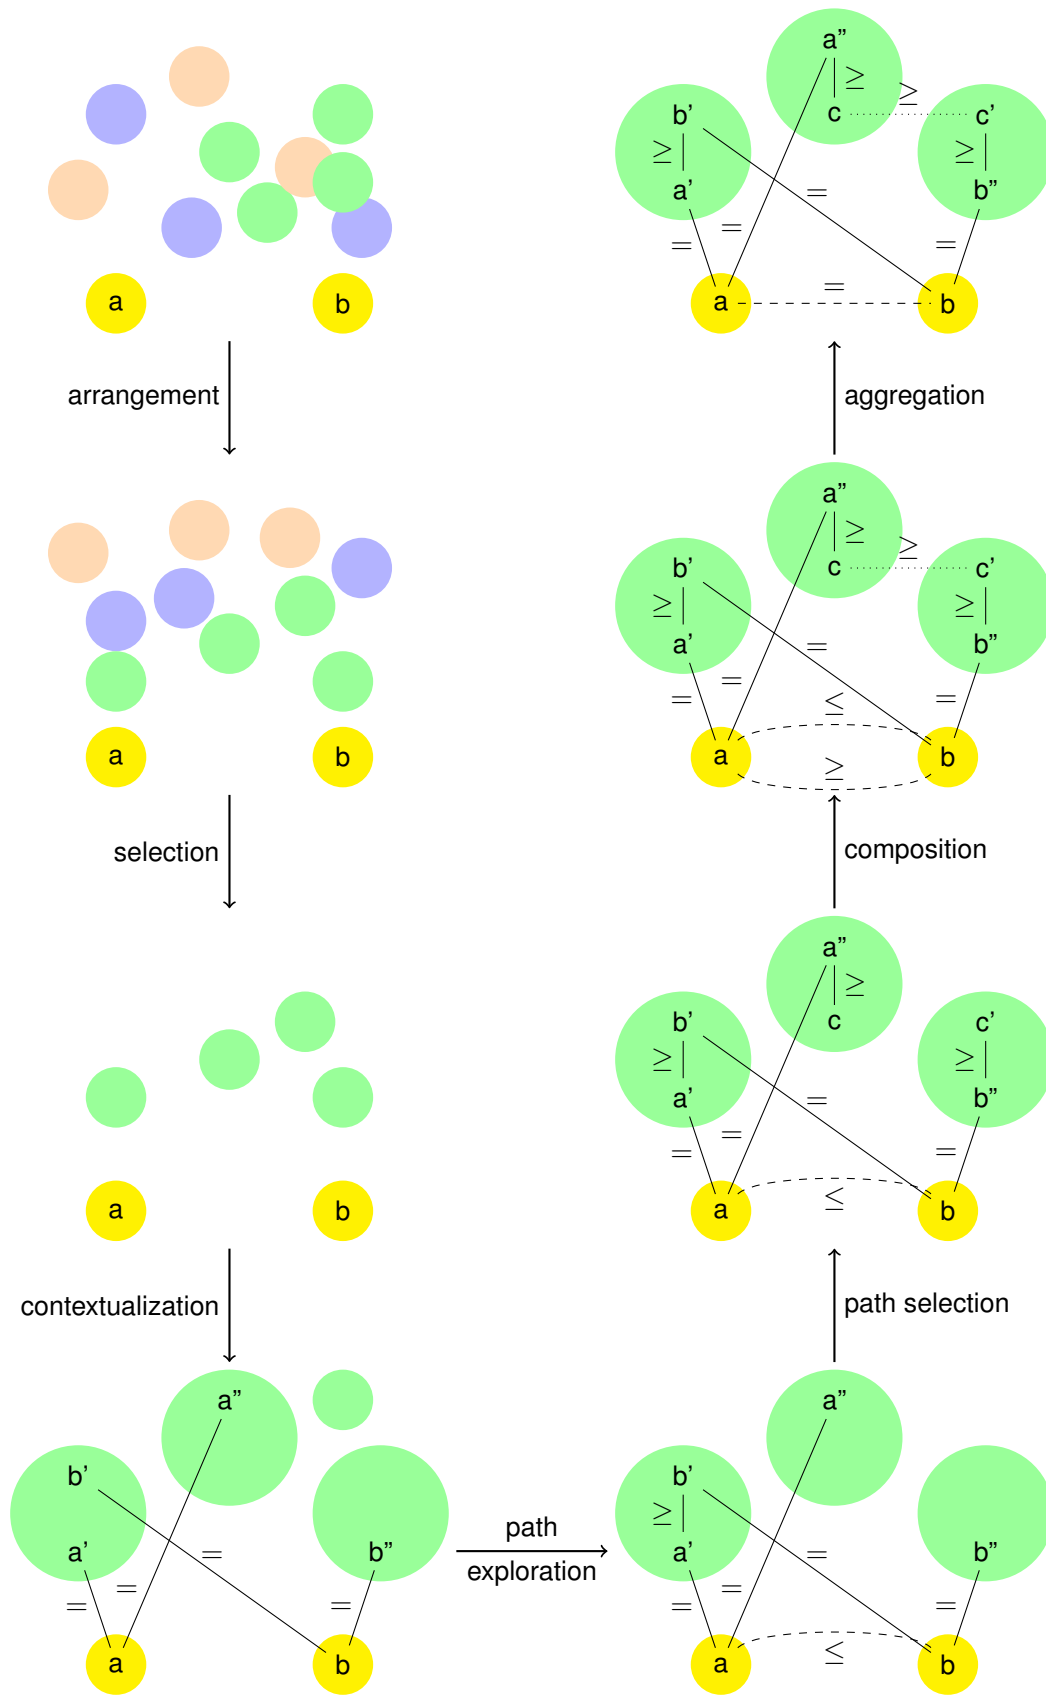 a b
arrangement
a b
selection
a b
contextualization
a”
b’
a’ = = = b” =
a b
path
exploration
a”
b’
≥
a’ = = = b” =
a ≤ b
path selection
a”
≥
b’ c c’
≥ ≥
a’ = = = b” =
a ≤ b
composition
a”
≥ ≥
b’ c c’
≥ ≥
a’ = b”
= = =
≤
a b
≥
aggregation
a”
≥ ≥
b’ c c’
≥ ≥
a’ = b”
= = =
=
a b